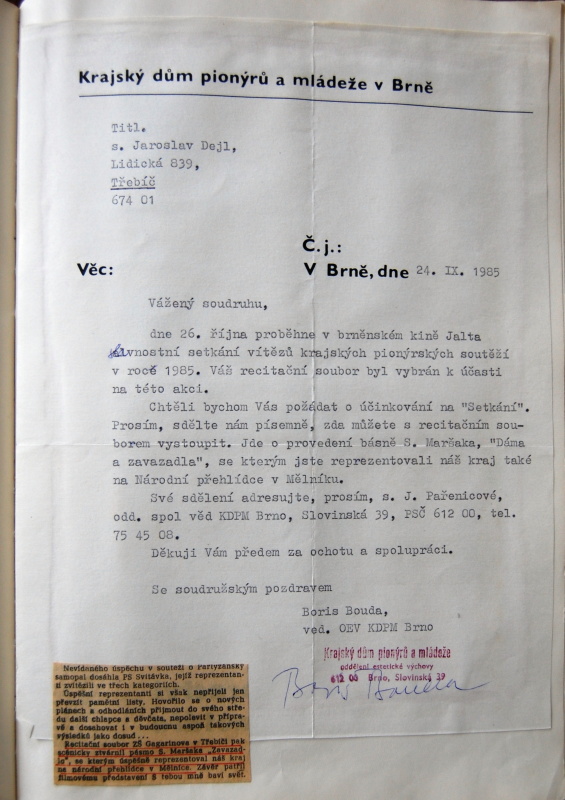 Krajský dům pionýrů a mládeže v Brně
Titl.
s. Jaroslav Dejl,
Lidická 839,
Třebíč
674 01
Č.j.:
Věc:
V Brně, dne 24. IX. 1985
Vážený soudruhu,
dne 26. října proběhne v brněnském kině Jalta
slavnostní setkání vítězů krajských pionýrských soutěží
v roce 1985. Váš recitační soubor byl vybrán k účasti
na této akci.
Chtěli bychom Vás požádat o účinkování na "Setkání".
Prosím, sdělte nám písemně, zda můžete s recitačním sou-
borem vystoupit. Jde o provedení básně S. Maršaka, "Dáma
a zavazadla", se kterým jste reprezentovali náš kraj také
na Národní přehlídce v Mělníku.
Své sdělení adresujte, prosím, s. J. Pařenicové,
odd. spol věd KDPM Brno, Slovinská 39, PSČ 612 00, tel.
75 45 08.
Děkuji Vám předem za ochotu a spolupráci.
Se soudružským pozdravem
Boris Bouda,
ved. OEV KDPM Brno
Krajský dům pionýrů a mládeže
oddělení estetické výchovy
612 00 Brno, Slovinská 39
Boris Bouda
Nevídaného úspěchu v soutěži o Partyzánský
samopal dosáhla PS Svitávka, jejíž reprezentan-
ti zvítězili ve třech kategoriích.
Úspěšní reprezentanti si však nepřijeli jen
převzít pamětní listy. Hovořilo se o nových
plánech a odhodláních přijmout do svého stře-
du další chlapce a děvčata, nepolevit v přípra-
vě a dosahovat i v budoucnu aspoň takových
výsledků jako dosud ...
Recitační soubor ZŠ Gagarinova v Třebíči pak
scénicky ztvárnil pásmo S. Maršaka "Zavaza-
dla", se kterým úspěšně reprezentoval náš kraj
na národní přehlídce v Mělníce. Závěr patřil
filmovému představení S tebou mně baví svět.